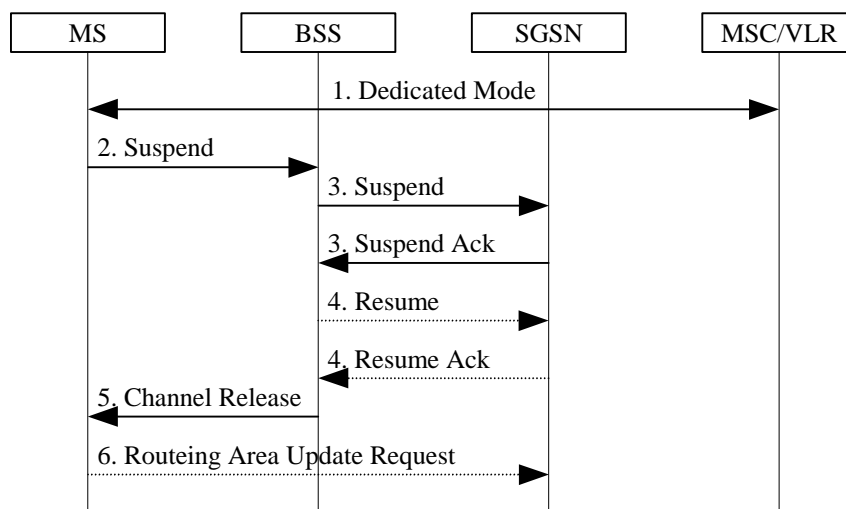 MS BSS SGSN MSC/VLR
1. Dedicated Mode
2. Suspend
3. Suspend
3. Suspend Ack
4. Resume
4. Resume Ack
5. Channel Release
6. Routeing Area Update Request